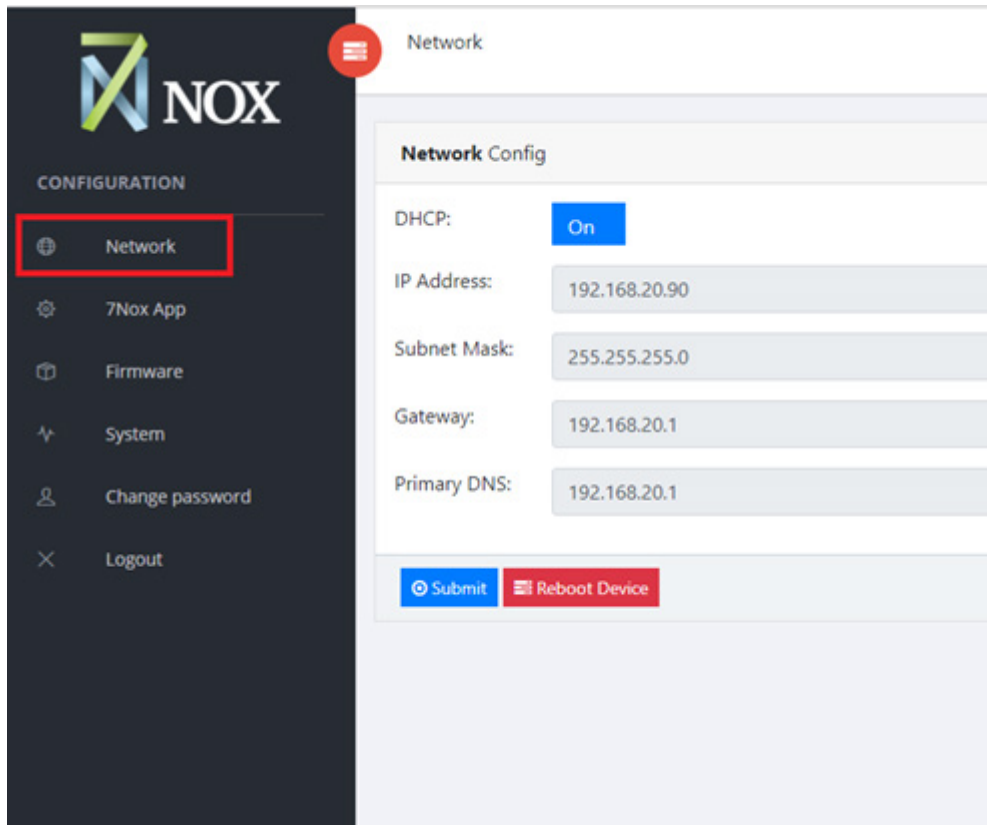 7 NOX
CONFIGURATION
Network
7Nox App
Firmware
System
Change password
Logout
Network
Network Config
DHCP:
On
IP Address:
192.168.20.90
Subnet Mask:
255.255.255.0
Gateway:
192.168.20.1
Primary DNS:
192.168.20.1
Submit
Reboot Device